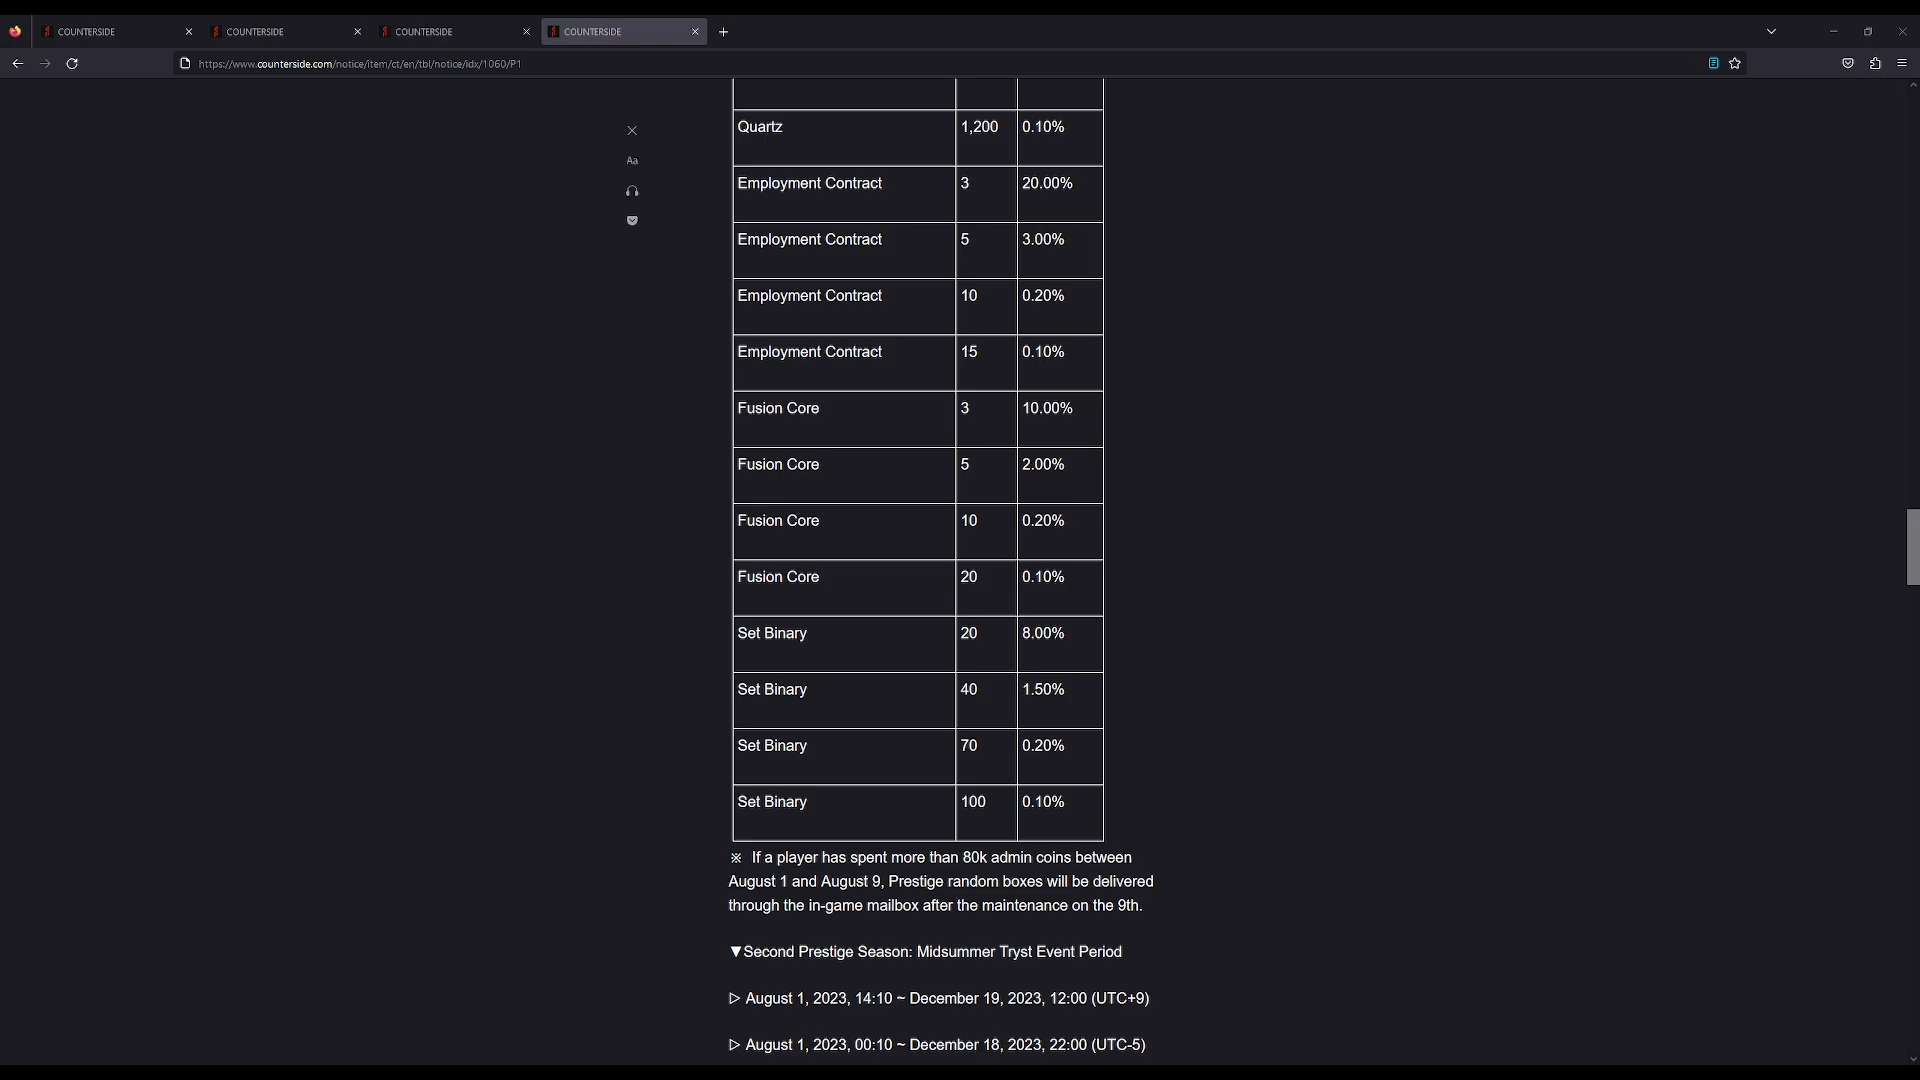 COUNTERSIDE
COUNTERSIDE
COUNTERSIDE
COUNTERSIDE
https://www.counterside.com/notice/item/ct/en/tbl/notice/idx/1060/P1
Aa
Quartz 1,200 0.10%
Employment Contract 3 20.00%
Employment Contract 5 3.00%
Employment Contract 10 0.20%
Employment Contract 15 0.10%
Fusion Core 3 10.00%
Fusion Core 5 2.00%
Fusion Core 10 0.20%
Fusion Core 20 0.10%
Set Binary 20 8.00%
Set Binary 40 1.50%
Set Binary 70 0.20%
Set Binary 100 0.10%
※ If a player has spent more than 80k admin coins between
August 1 and August 9, Prestige random boxes will be delivered
through the in-game mailbox after the maintenance on the 9th.
▼Second Prestige Season: Midsummer Tryst Event Period
▷ August 1, 2023, 14:10 ~ December 19, 2023, 12:00 (UTC+9)
▷ August 1, 2023, 00:10 ~ December 18, 2023, 22:00 (UTC-5)